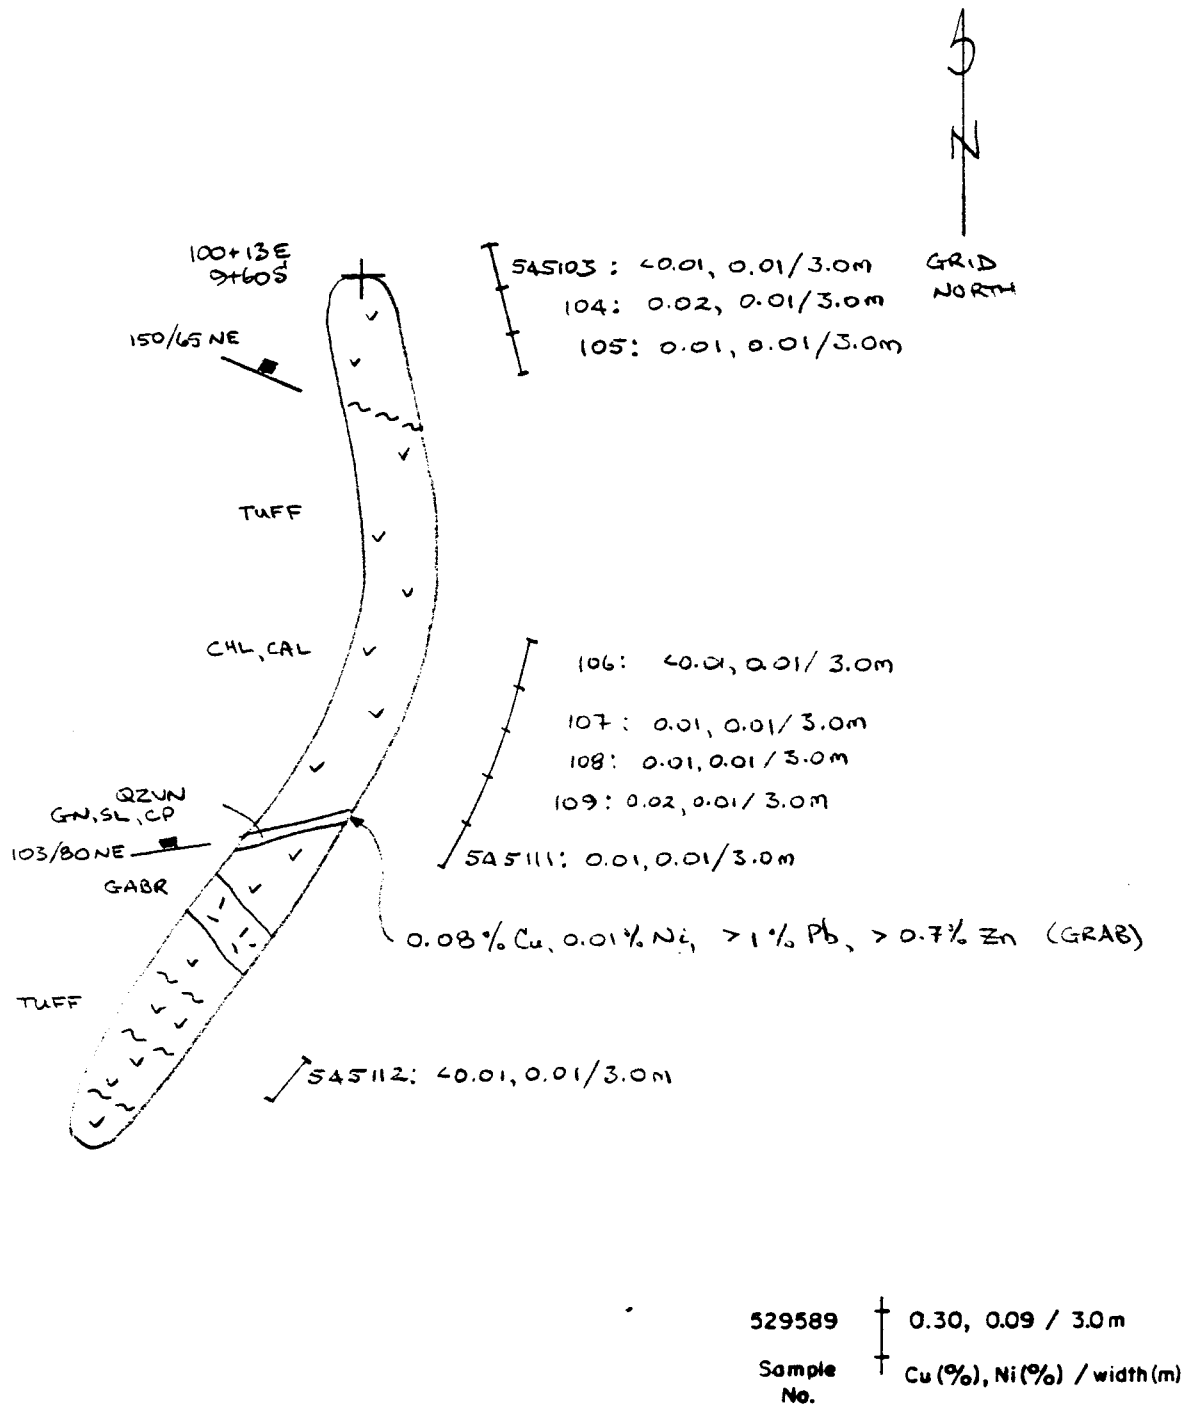 N
GRID
NORTH
100+13E
9+60S
545103: <0.01, 0.01/3.0m
104: 0.02, 0.01/3.0m
105: 0.01, 0.01/3.0m
150/65 NE
TUFF
CHL, CAL
106: <0.01, 0.01/ 3.0m
107: 0.01, 0.01/3.0m
108: 0.01, 0.01/3.0m
109: 0.02, 0.01/3.0m
545111: 0.01, 0.01/3.0m
QZVN
GN, SL, CP
103/80NE
GABR
0.08% Cu, 0.01% Ni, >1% Pb, >0.7% Zn (GRAB)
TUFF
545112: <0.01, 0.01/3.0m
529589 0.30, 0.09 / 3.0m
Sample
No.
Cu (%), Ni (%) / width (m)